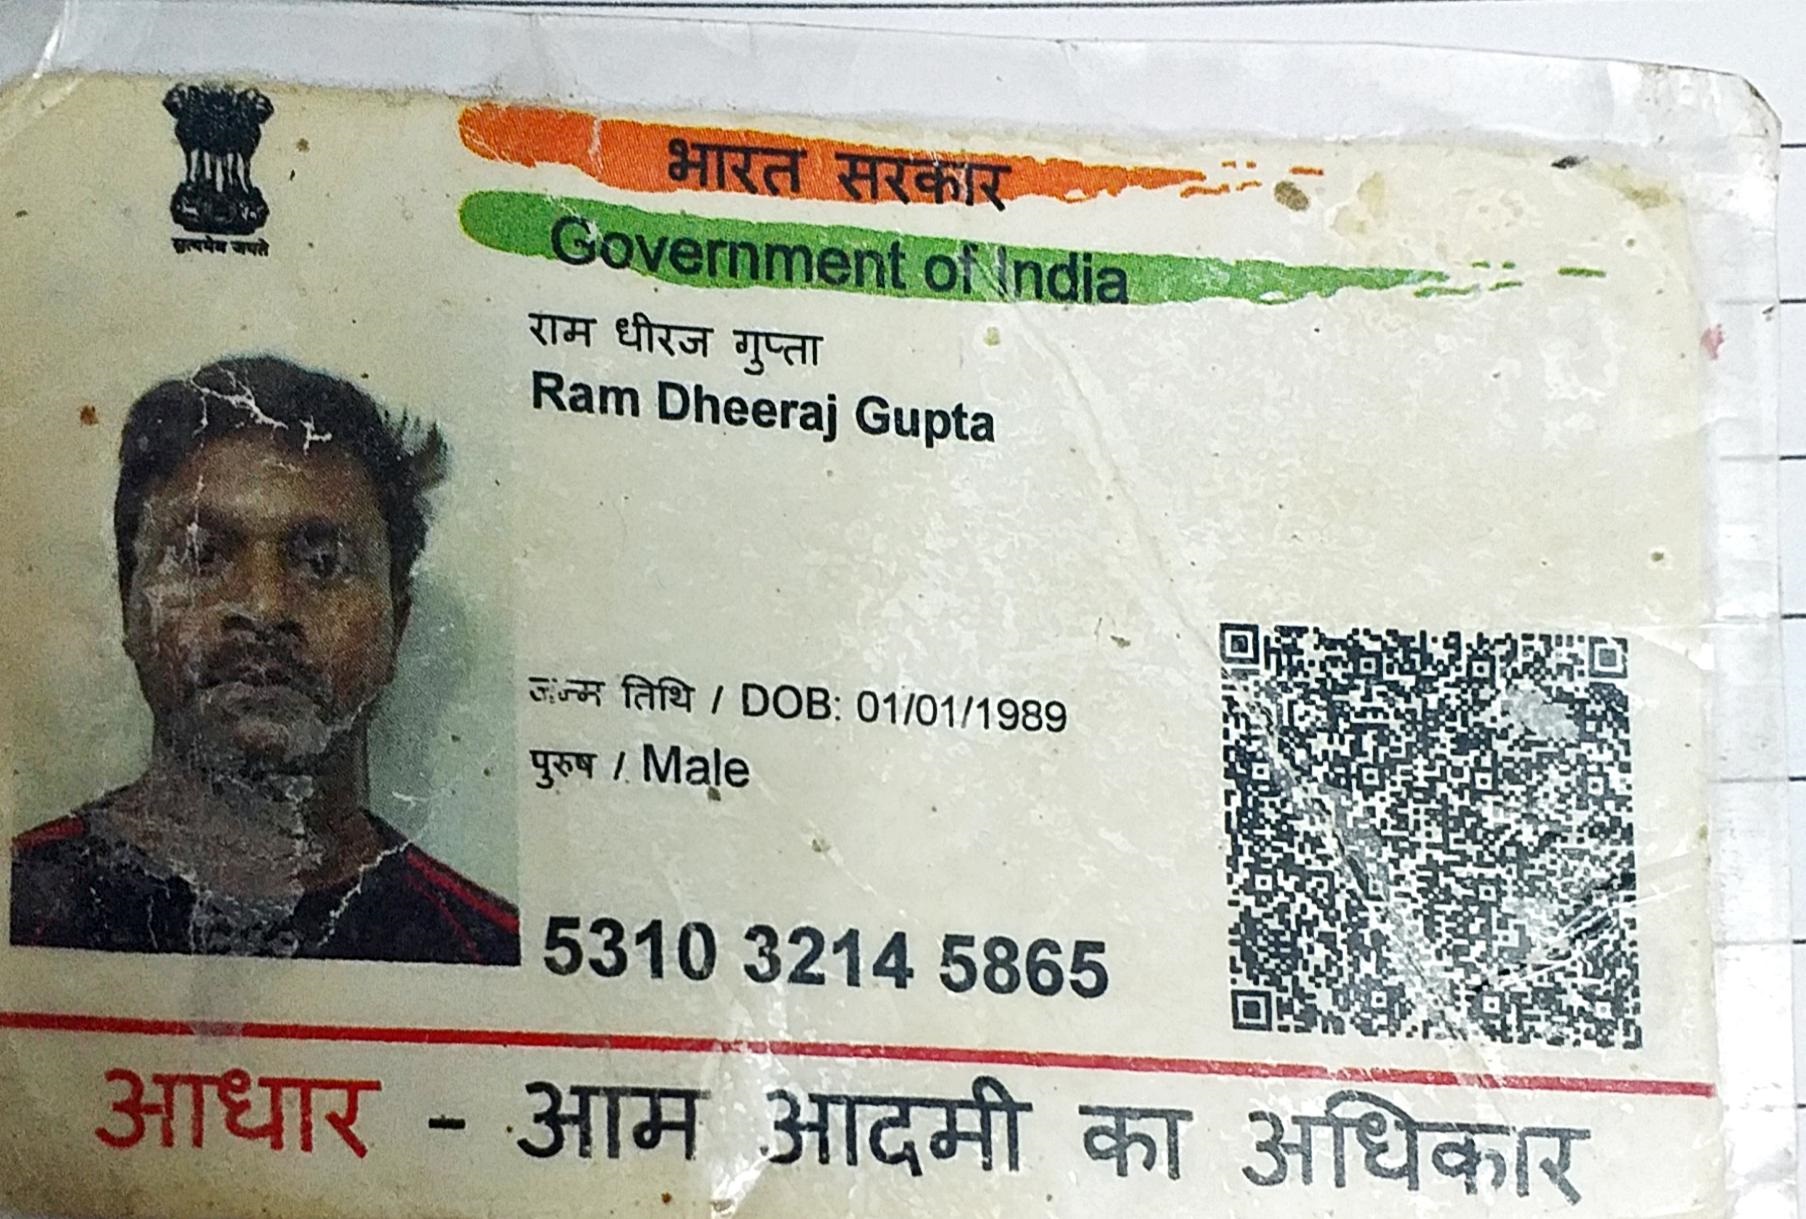 भारत सरकार
Government of India
सत्यमेव जयते
राम धीरज गुप्ता
Ram Dheeraj Gupta
जन्म तिथि / DOB: 01/01/1989
पुरुष / Male
5310 3214 5865
आधार - आम आदमी का अधिकार